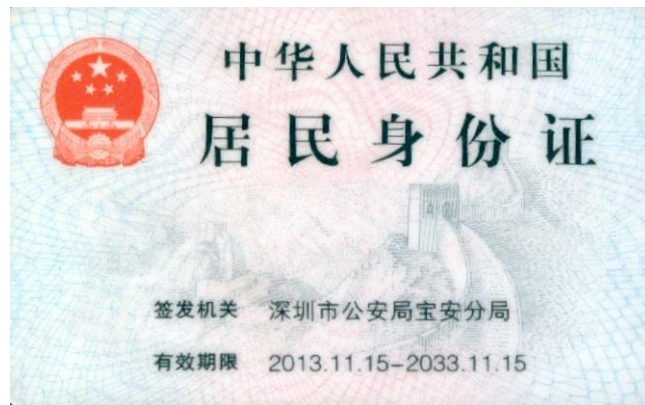 中华人民共和国
居民身份证
签发机关 深圳市公安局宝安分局
有效期限 2013.11.15-2033.11.15